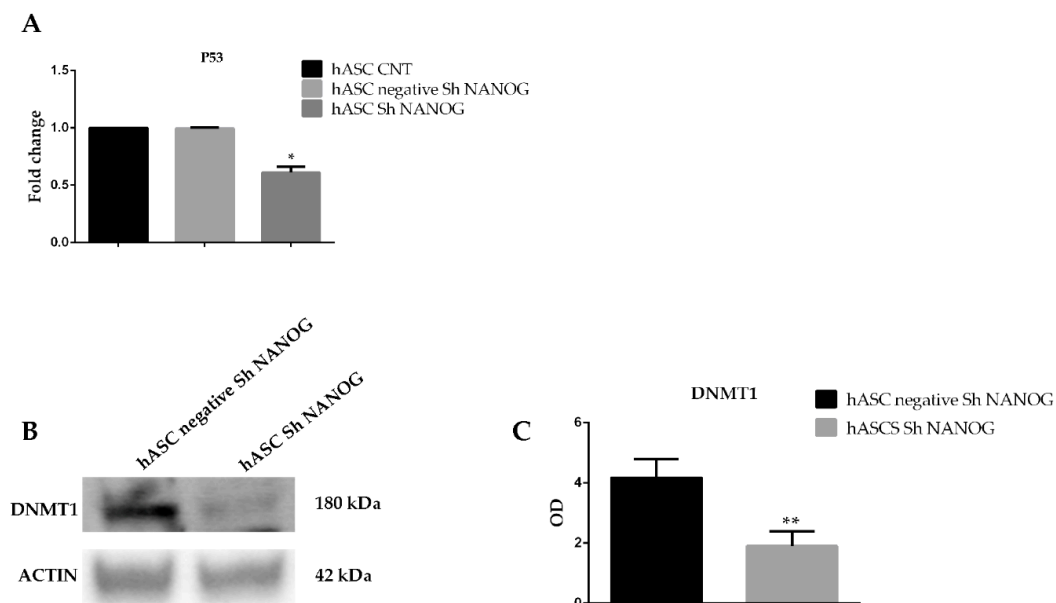 A
P53
hASC CNT
hASC negative Sh NANOG
hASC Sh NANOG
1.5
1.0
0.5
0.0
Fold change
*
B
hASC negative Sh NANOG
hASC Sh NANOG
DNMT1
180 kDa
ACTIN
42 kDa
C
DNMT1
hASC negative Sh NANOG
hASCS Sh NANOG
6
4
2
0
OD
**